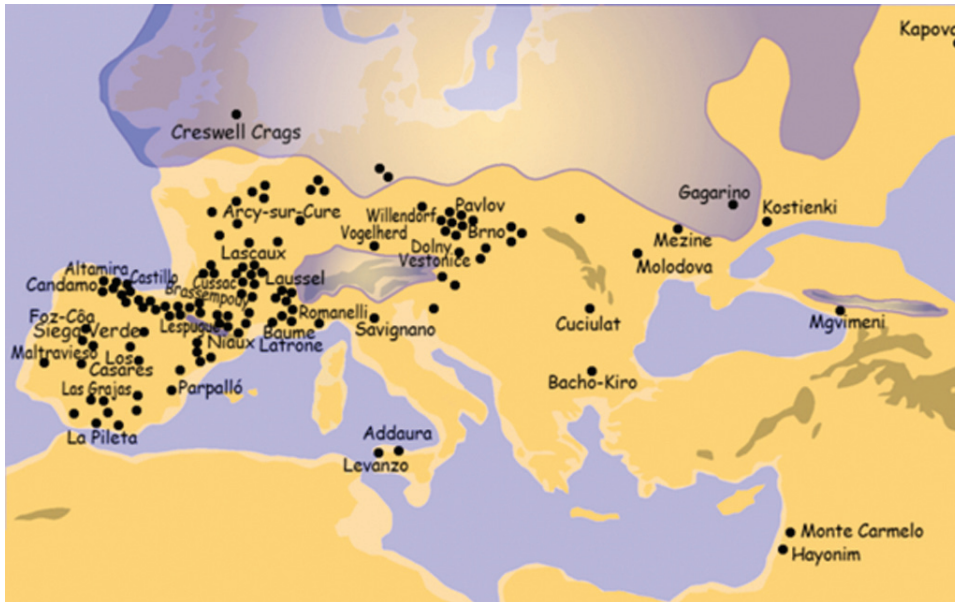 Kapova
Creswell Crags
Gagarino
Kostienki
Pavlov
Willendorf
Arcy-sur-Cure
Brno
Vogelherd
Mezine
Dolny
Vestonice
Molodova
Lascaux
Altamira
Castillo
Cussac
Laussel
Candamo
Brassempouy
Foz-Côa
Romanelli
Savignano
Cuciulat
Mgvimeni
Siega Verde
Lespugue
Baume
Latrone
Niaux
Maltravieso
Los
Casares
Bacho-Kiro
Las Grajas
Parpalló
La Pileta
Addaura
Levanzo
Monte Carmelo
Hayonim